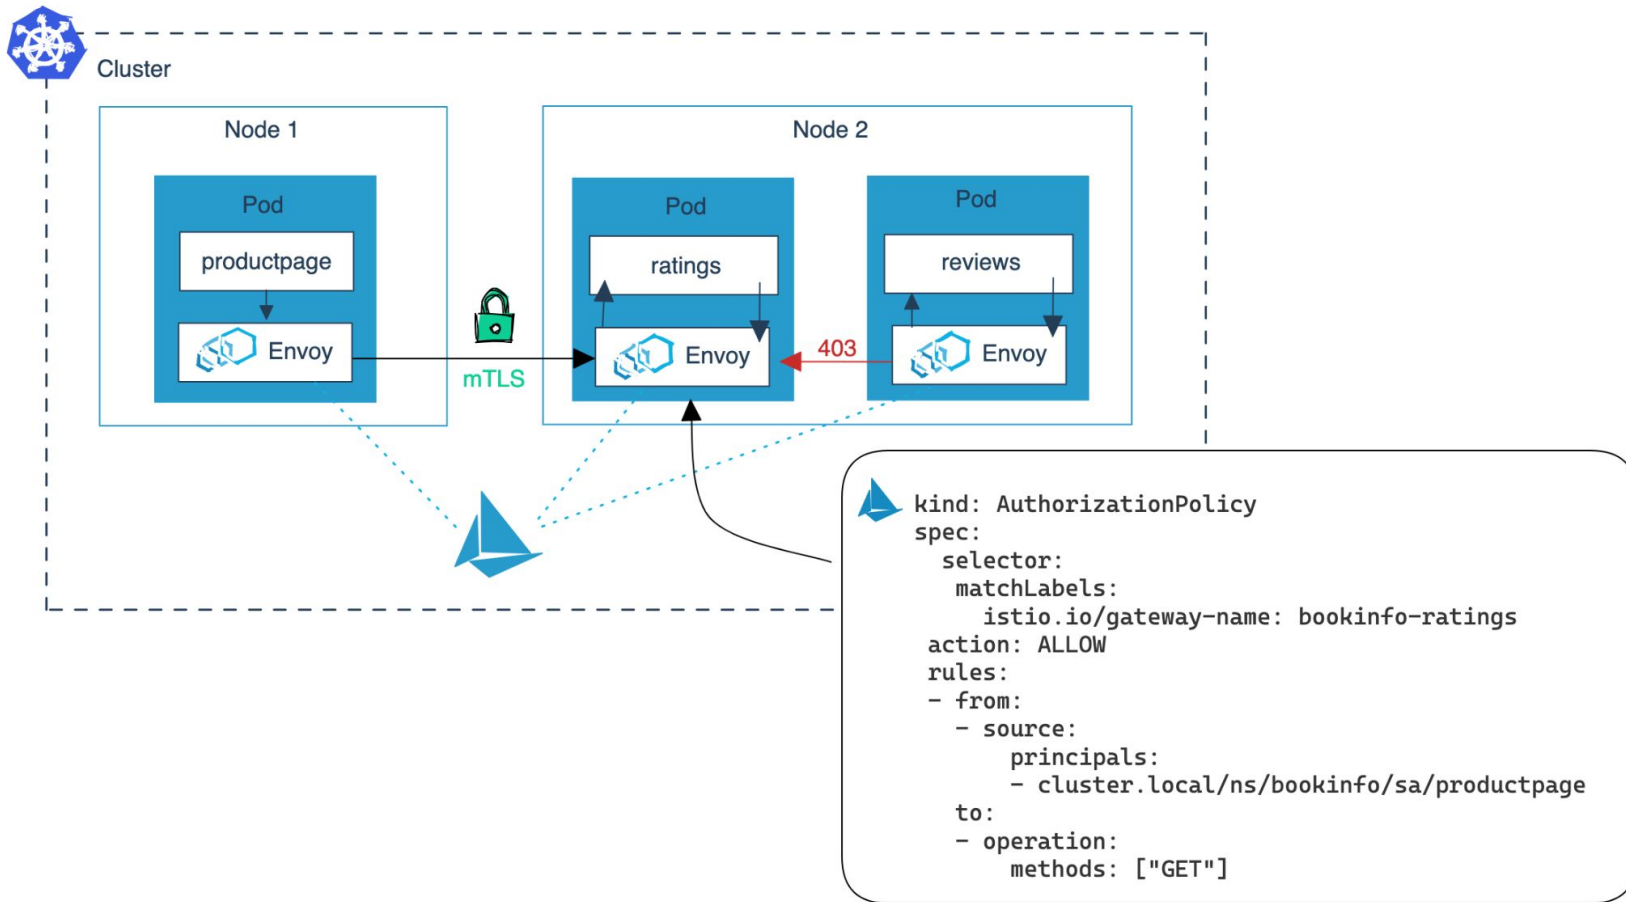 Cluster
Node 1
Pod
productpage
Envoy
mTLS
Node 2
Pod
ratings
Envoy
403
Pod
reviews
Envoy
kind: AuthorizationPolicy
spec:
  selector:
   matchLabels:
     istio.io/gateway-name: bookinfo-ratings
 action: ALLOW
 rules:
 - from:
   - source:
       principals:
       - cluster.local/ns/bookinfo/sa/productpage
   to:
   - operation:
       methods: ["GET"]